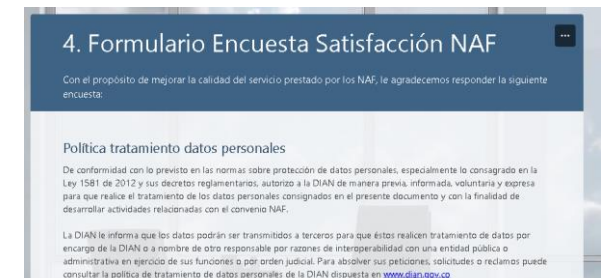 4. Formulario Encuesta Satisfacción NAF
Con el propósito de mejorar la calidad del servicio prestado por los NAF, le agradecemos responder la siguiente
encuesta:
Política tratamiento datos personales
De conformidad con lo previsto en las normas sobre protección de datos personales, especialmente lo consagrado en la
Ley 1581 de 2012 y sus decretos reglamentarios, autorizo a la DIAN de manera previa, informada, voluntaria y expresa
para que realice el tratamiento de los datos personales consignados en el presente documento y con la finalidad de
desarrollar actividades relacionadas con el convenio NAF.
La DIAN le informa que los datos podrán ser transmitidos a terceros para que éstos realicen tratamiento de datos por
encargo de la DIAN o a nombre de otro responsable por razones de interoperabilidad con una entidad pública o
administrativa en ejercicio de sus funciones o por orden judicial. Para absolver sus peticiones, solicitudes o reclamos puede
consultar la política de tratamiento de datos personales de la DIAN dispuesta en www.dian.gov.co